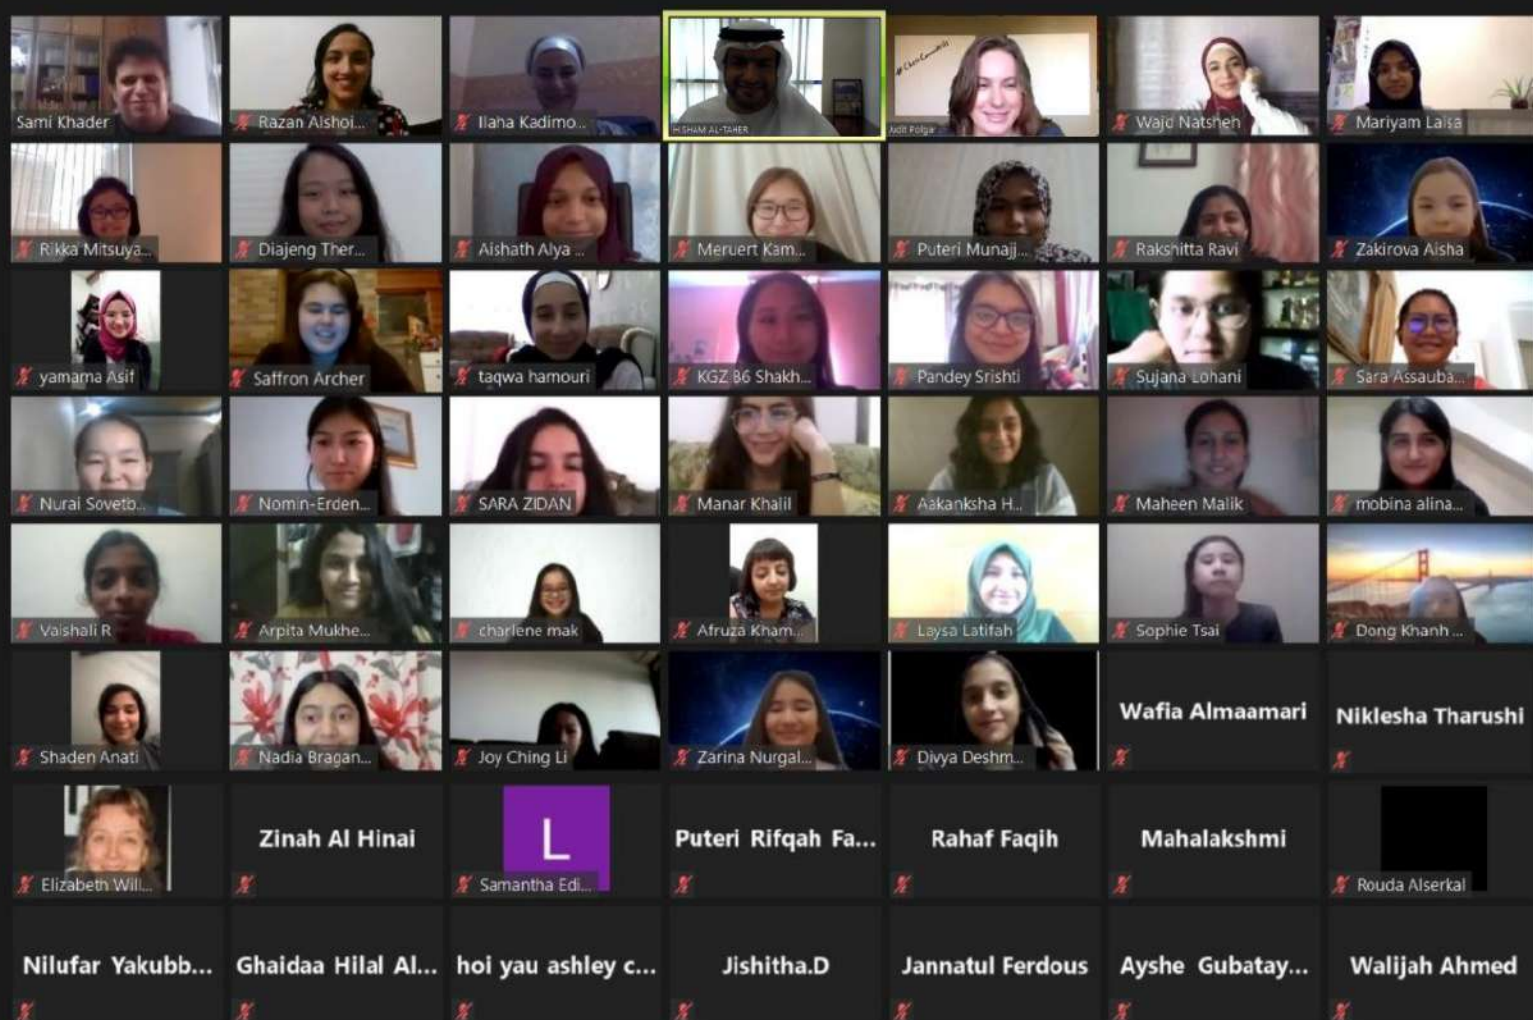 Sami Khader
Razan Alshoi...
Ilaha Kadimo...
HISHAM AL-TAHER
Judit Polgar
Wajd Natsheh
Mariyam Laisa
Rikka Mitsuya...
Diajeng Ther...
Aishath Alya ...
Meruert Kam...
Puteri Munajj...
Rakshitta Ravi
Zakirova Aisha
yamama Asif
Saffron Archer
taqwa hamouri
KGZ B6 Shakh...
Pandey Srishti
Sujana Lohani
Sara Assauba...
Nurai Sovetb...
Nomin-Erden...
SARA ZIDAN
Manar Khalil
Aakanksha H...
Maheen Malik
mobina alina...
Vaishali R
Arpita Mukhe...
charlene mak
Afruza Kham...
Laysa Latifah
Sophie Tsai
Dong Khanh ...
Shaden Anati
Nadia Bragan...
Joy Ching Li
Zarina Nurgal...
Divya Deshm...
Wafia Almaamari
Niklesha Tharushi
Elizabeth Will...
Zinah Al Hinai
L
Samantha Edi...
Puteri Rifqah Fa...
Rahaf Faqih
Mahalakshmi
Rouda Alserkal
Nilufar Yakubb...
Ghaidaa Hilal Al...
hoi yau ashley c...
Jishitha.D
Jannatul Ferdous
Ayshe Gubatay...
Walijah Ahmed